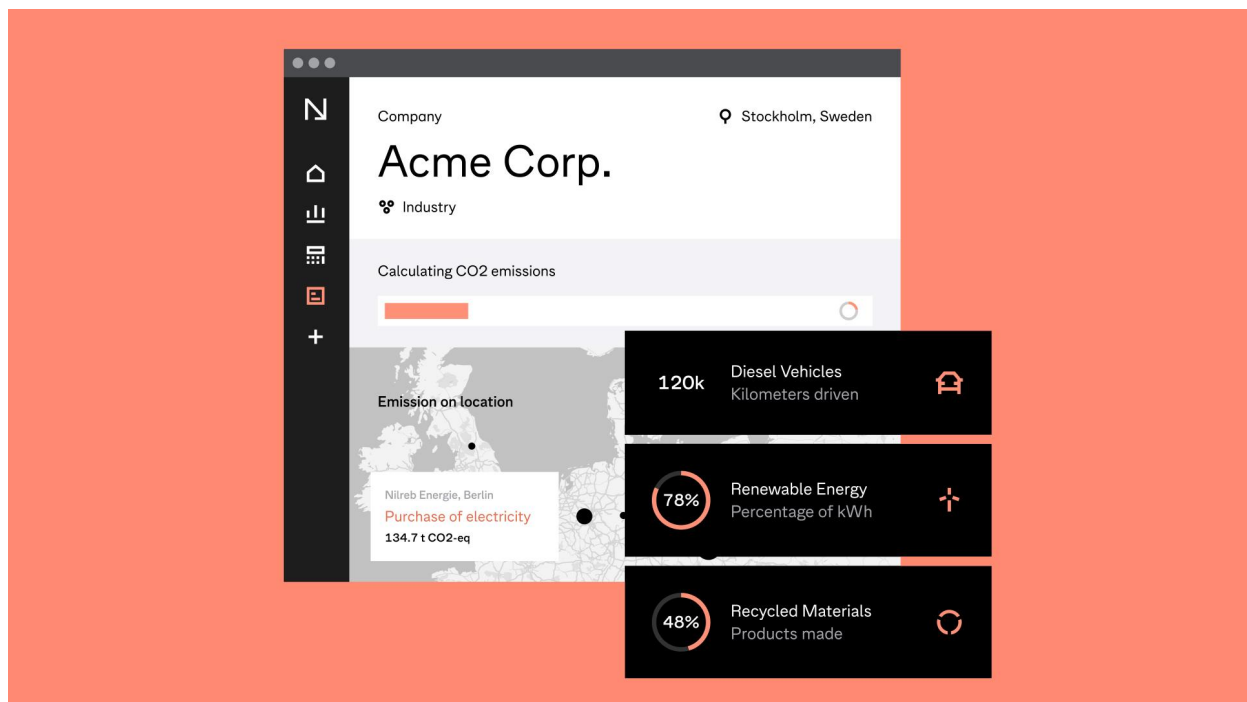 Company
Stockholm, Sweden
Acme Corp.
Industry
Calculating CO2 emissions
Emission on location
Nilreb Energie, Berlin
Purchase of electricity
134.7 t CO2-eq
120k
Diesel Vehicles
Kilometers driven
78%
Renewable Energy
Percentage of kWh
48%
Recycled Materials
Products made